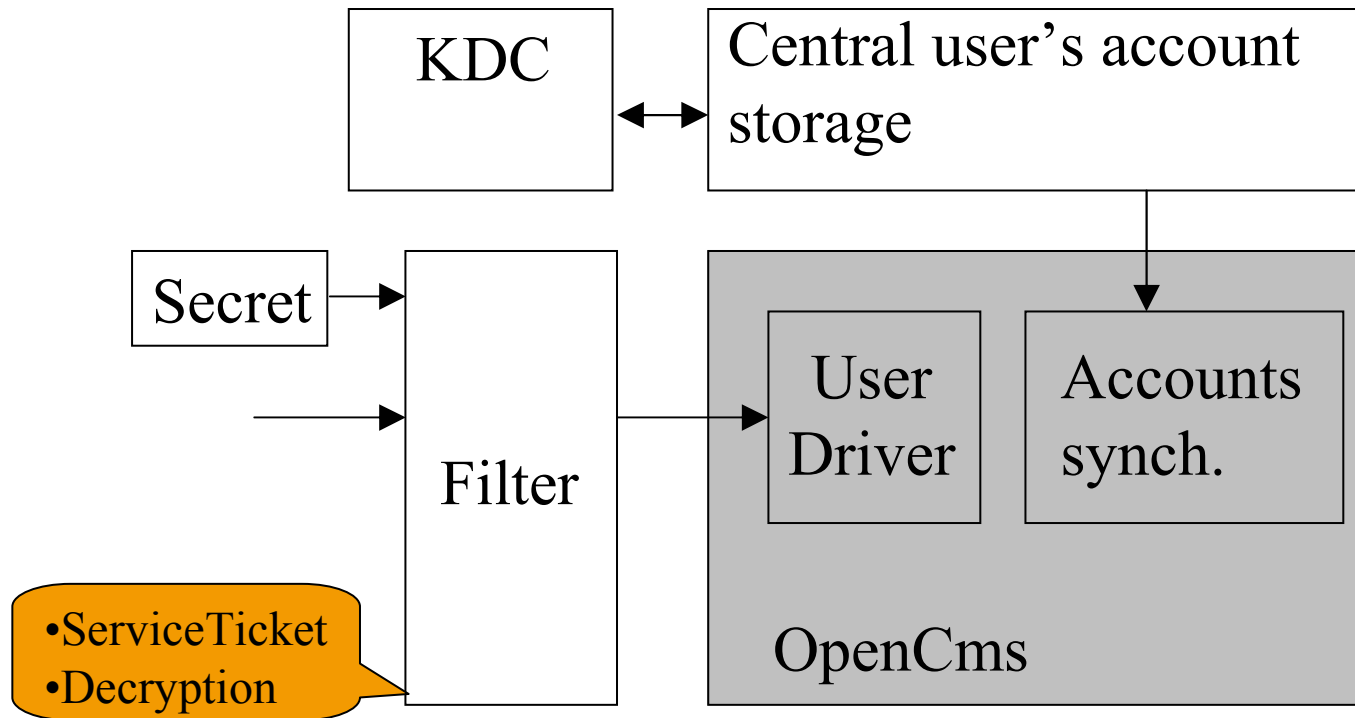 KDC
Central user’s account
storage
Secret
Filter
User
Driver
Accounts
synch.
•ServiceTicket
•Decryption
OpenCms